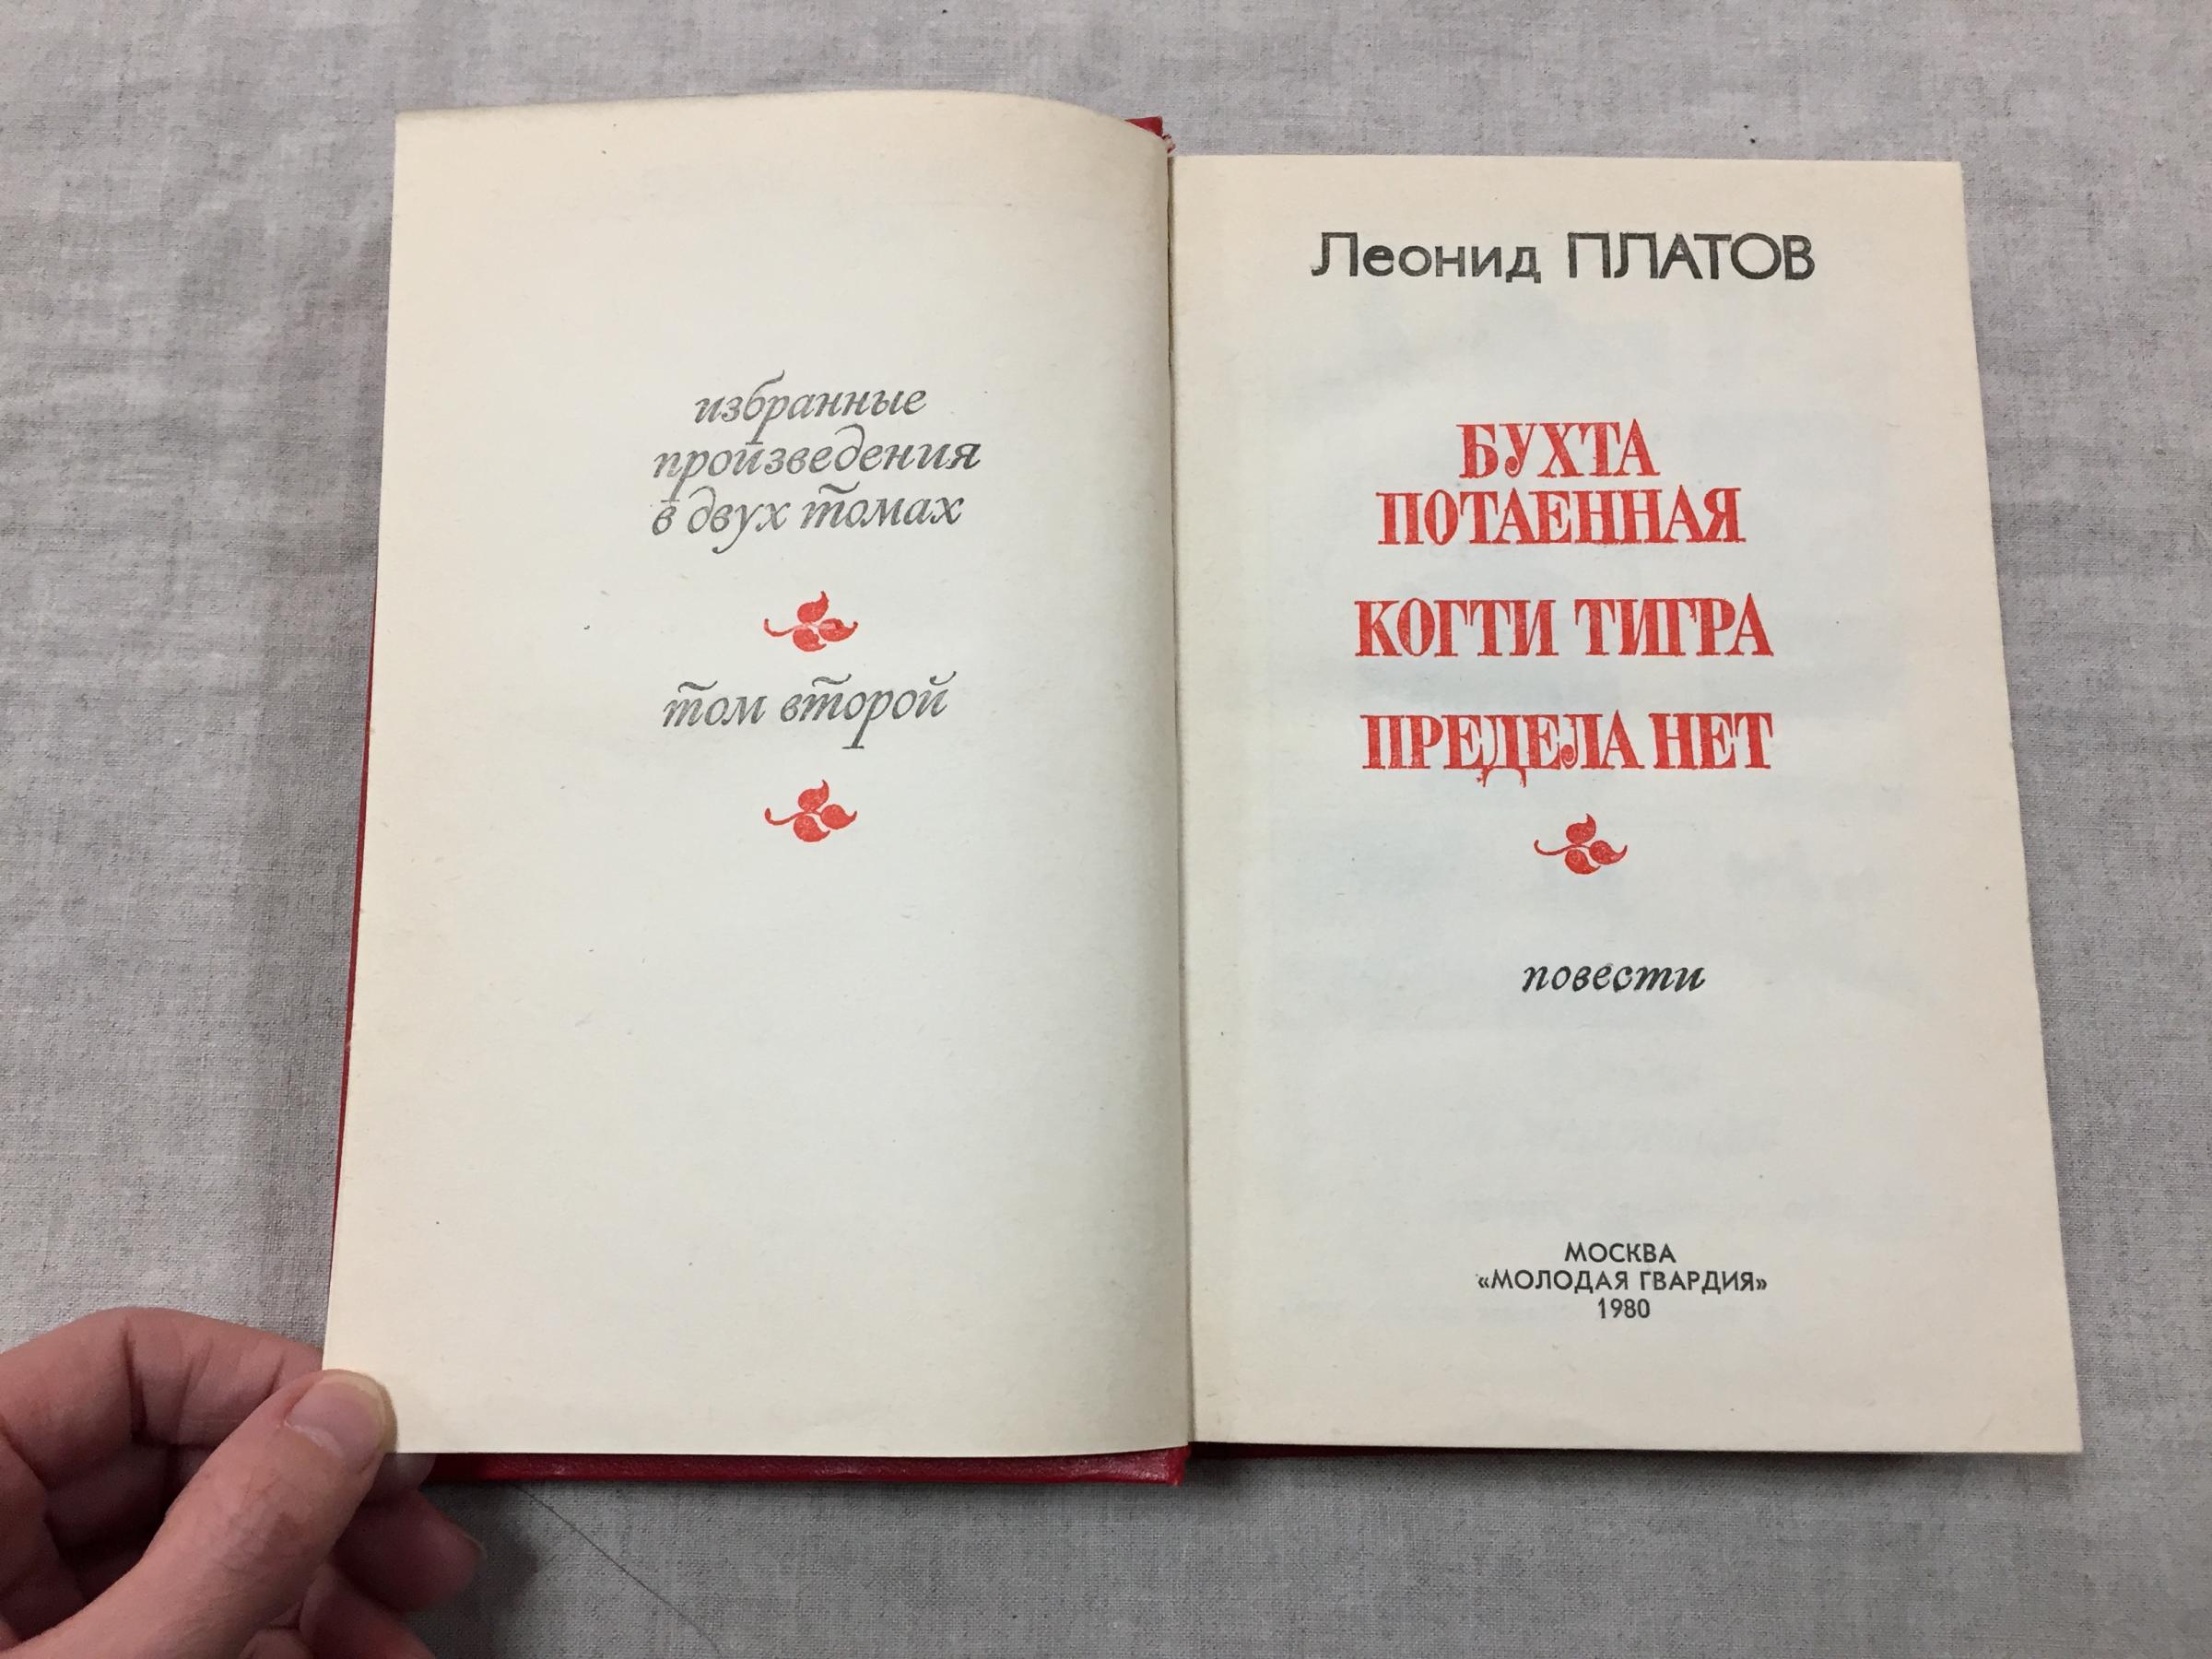 избранные
произведения
в двух томах
том второй
Леонид ПЛАТОВ
БУХТА
ПОТАЕННАЯ
КОГТИ ТИГРА
ПРЕДЕЛА НЕТ
повести
МОСКВА
«МОЛОДАЯ ГВАРДИЯ»
1980